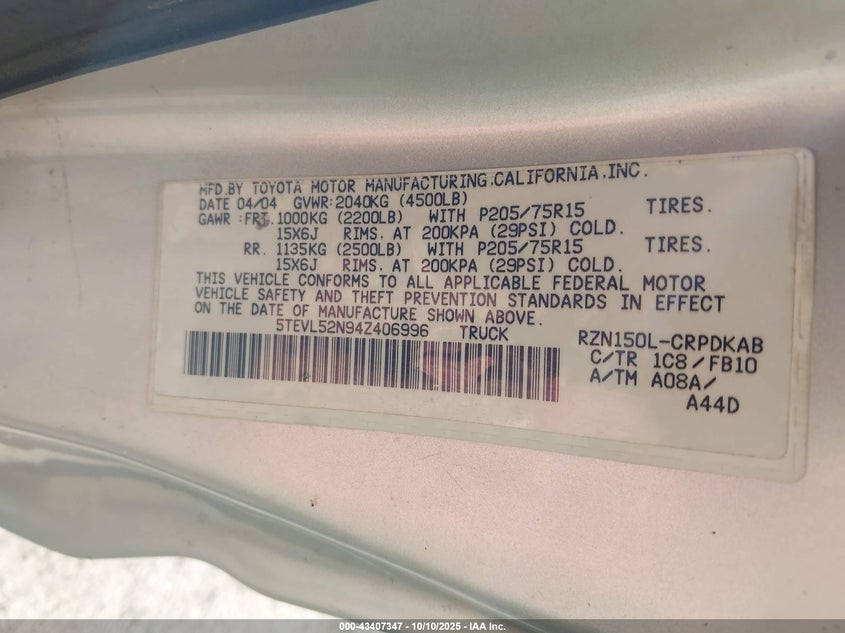 MFD.BY TOYOTA MOTOR MANUFACTURING,CALIFORNIA,INC.
DATE 04/04 GVWR:2040KG (4500LB)
GAWR :FRT.1000KG (2200LB) WITH P205/75R15 TIRES.
15X6J RIMS. AT 200KPA (29PSI) COLD.
RR. 1135KG (2500LB) WITH P205/75R15 TIRES.
15X6J RIMS. AT 200KPA (29PSI) COLD.
THIS VEHICLE CONFORMS TO ALL APPLICABLE FEDERAL MOTOR
VEHICLE SAFETY AND THEFT PREVENTION STANDARDS IN EFFECT
ON THE DATE OF MANUFACTURE SHOWN ABOVE.
5TEVL52N94Z406996 TRUCK RZN150L-CRPDKAB
C/TR 1C8/FB10
A/TM A08A/
A44D
000-43407347 - 10/10/2025 - IAA Inc.